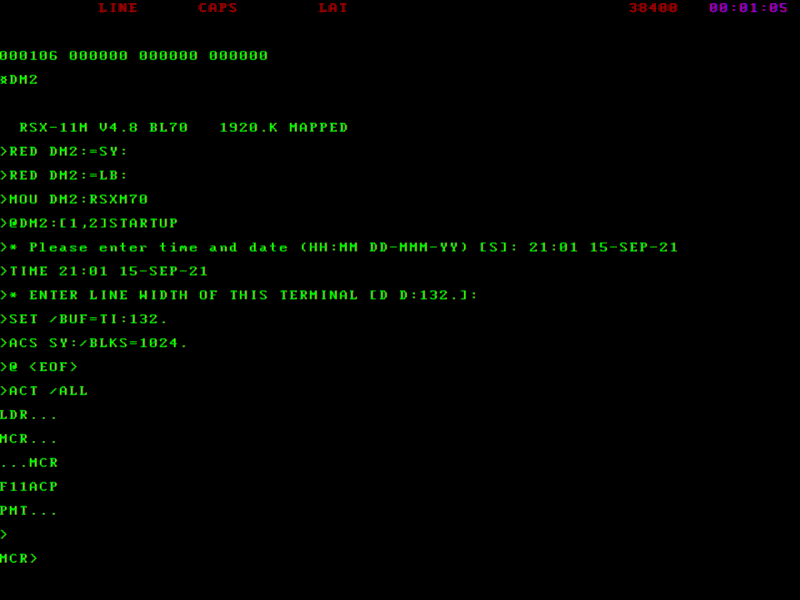 LINE CAPS LAT 38400 00:01:05
000106 000000 000000 000000
*DM2
RSX-11M V4.8 BL70 1920.K MAPPED
>RED DM2:=SY:
>RED DM2:=LB:
>MOU DM2:RSXM70
>@DM2:[1,2]STARTUP
>* Please enter time and date (HH:MM DD-MMM-YY) [S]: 21:01 15-SEP-21
>TIME 21:01 15-SEP-21
>* ENTER LINE WIDTH OF THIS TERMINAL [D D:132.]:
>SET /BUF=TI:132.
>ACS SY:/BLKS=1024.
>@ <EOF>
>ACT /ALL
LDR...
MCR...
...MCR
F11ACP
PMT...
>
MCR>